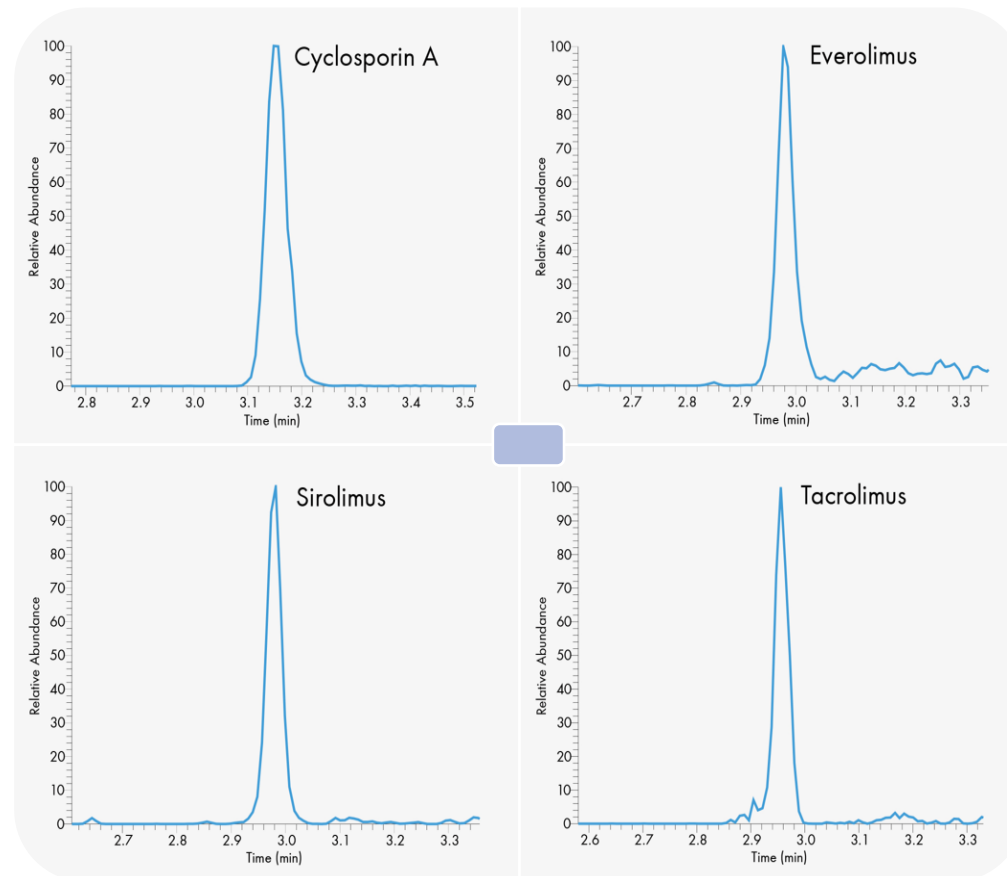 Cyclosporin A
100
90
80
70
60
50
40
30
20
10
0
Relative Abundance
2.8 2.9 3.0 3.1 3.2 3.3 3.4 3.5
Time (min)
Everolimus
100
90
80
70
60
50
40
30
20
10
0
Relative Abundance
2.7 2.8 2.9 3.0 3.1 3.2 3.3
Time (min)
Sirolimus
100
90
80
70
60
50
40
30
20
10
0
Relative Abundance
2.7 2.8 2.9 3.0 3.1 3.2 3.3
Time (min)
Tacrolimus
100
90
80
70
60
50
40
30
20
10
0
Relative Abundance
2.6 2.7 2.8 2.9 3.0 3.1 3.2 3.3
Time (min)